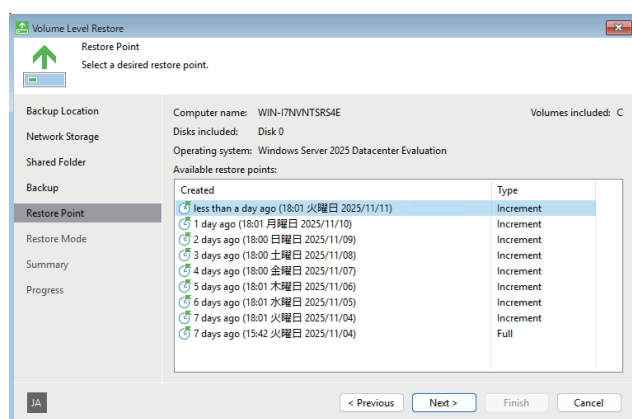 Volume Level Restore
Restore Point
Select a desired restore point.
Backup Location
Network Storage
Shared Folder
Backup
Restore Point
Restore Mode
Summary
Progress
Computer name: WIN-I7NVNTSRS4E Volumes included: C
Disks included: Disk 0
Operating system: Windows Server 2025 Datacenter Evaluation
Available restore points:
Created Type
less than a day ago (18:01 火曜日 2025/11/11) Increment
1 day ago (18:01 月曜日 2025/11/10) Increment
2 days ago (18:00 日曜日 2025/11/09) Increment
3 days ago (18:00 土曜日 2025/11/08) Increment
4 days ago (18:00 金曜日 2025/11/07) Increment
5 days ago (18:01 木曜日 2025/11/06) Increment
6 days ago (18:01 水曜日 2025/11/05) Increment
7 days ago (18:01 火曜日 2025/11/04) Increment
7 days ago (15:42 火曜日 2025/11/04) Full
JA < Previous Next > Finish Cancel